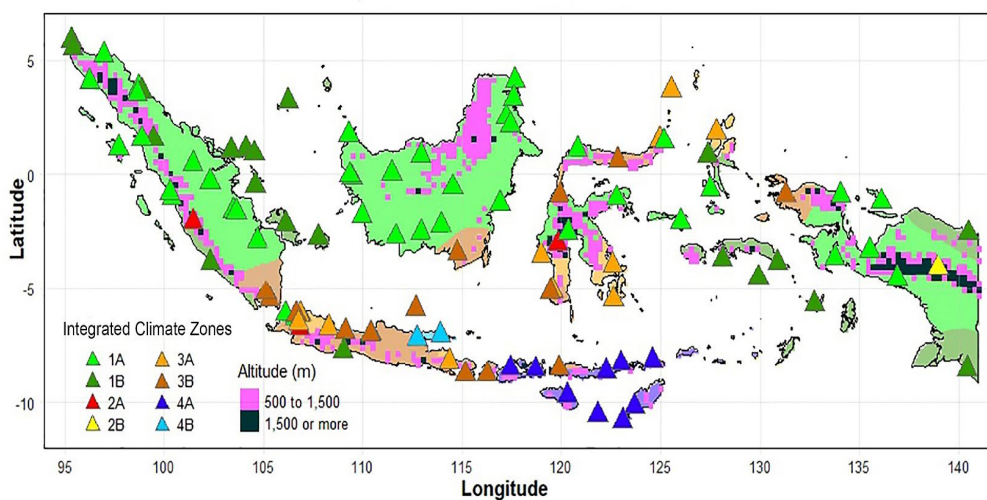 5
0
-5
-10
Latitude
Integrated Climate Zones
1A 3A
1B 3B
2A 4A
2B 4B
Altitude (m)
500 to 1,500
1,500 or more
95 100 105 110 115 120 125 130 135 140
Longitude